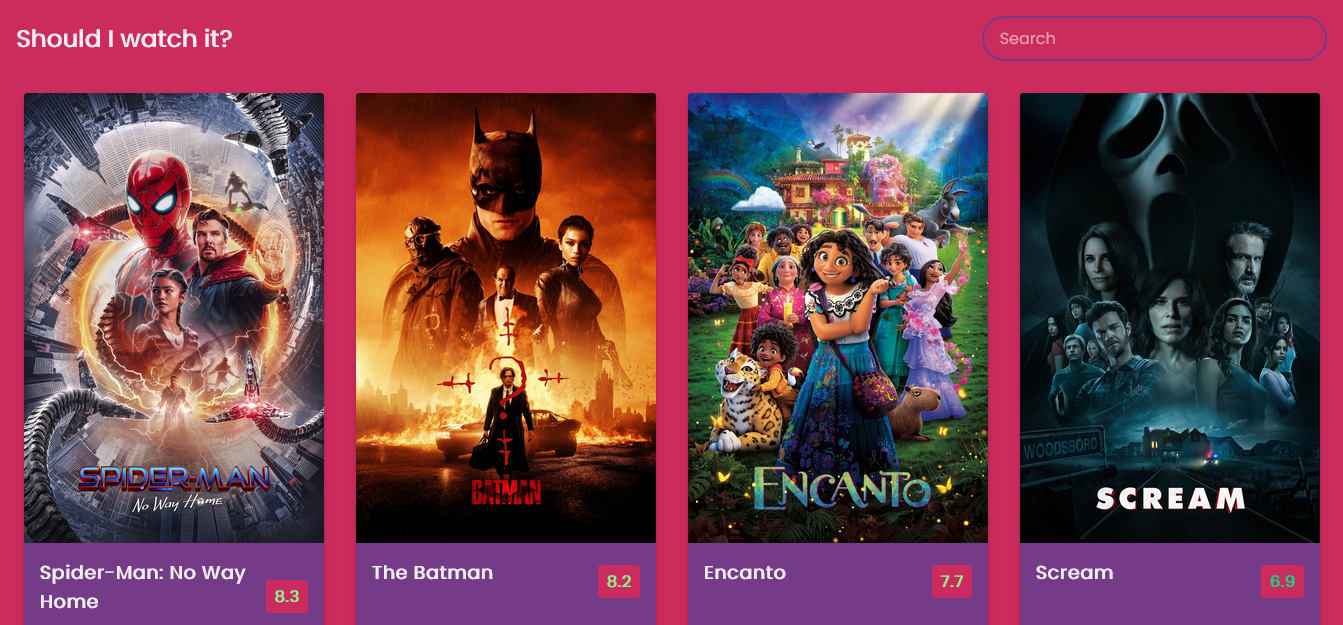 Should I watch it?
Search
SPIDER-MAN
No Way Home
THE
BATMAN
ENCANTO
WOODSBORO
SCREAM
Spider-Man: No Way
Home
8.3
The Batman
8.2
Encanto
7.7
Scream
6.9